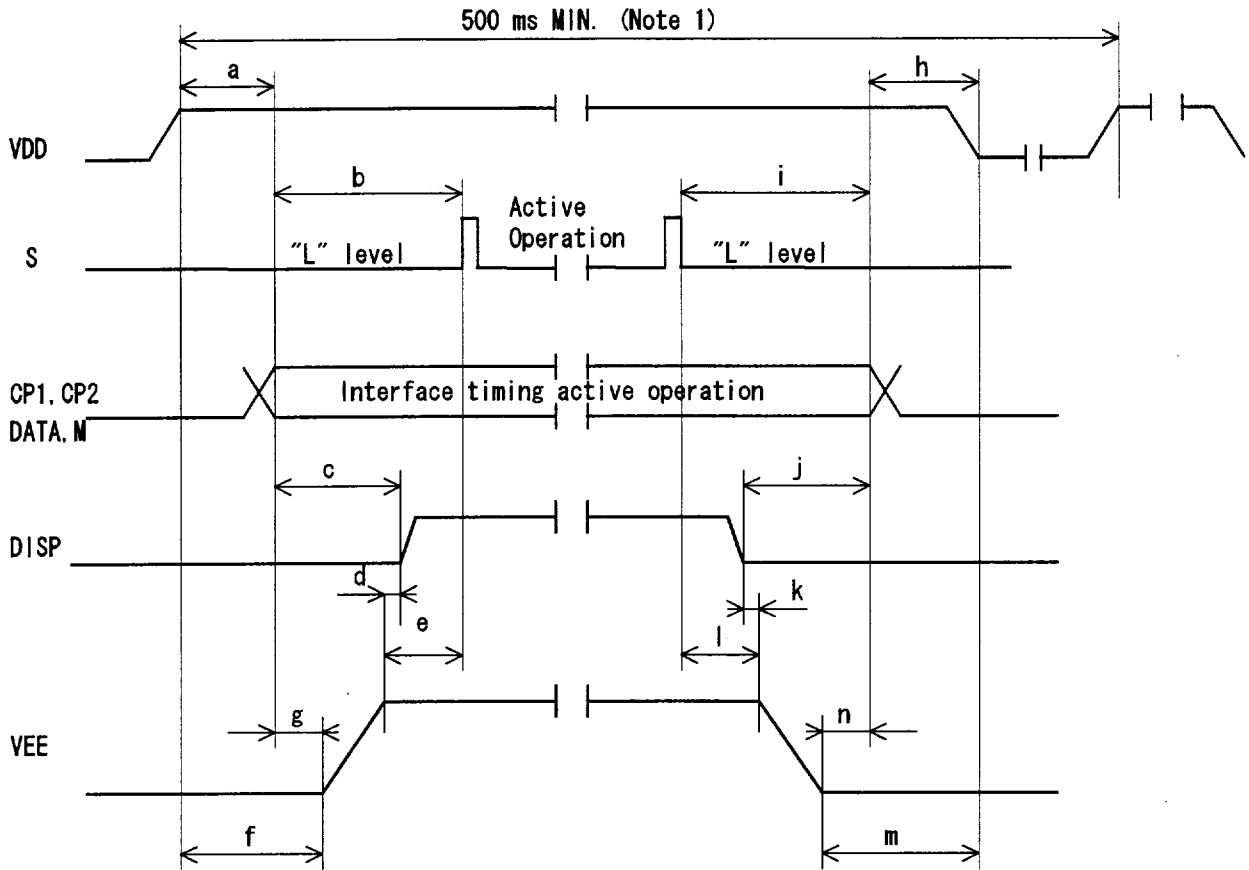 500 ms MIN. (Note 1)
a
h
VDD
b
i
Active
Operation
S
"L" level
"L" level
CP1, CP2
DATA, M
Interface timing active operation
c
j
DISP
d
k
e
l
g
n
VEE
f
m